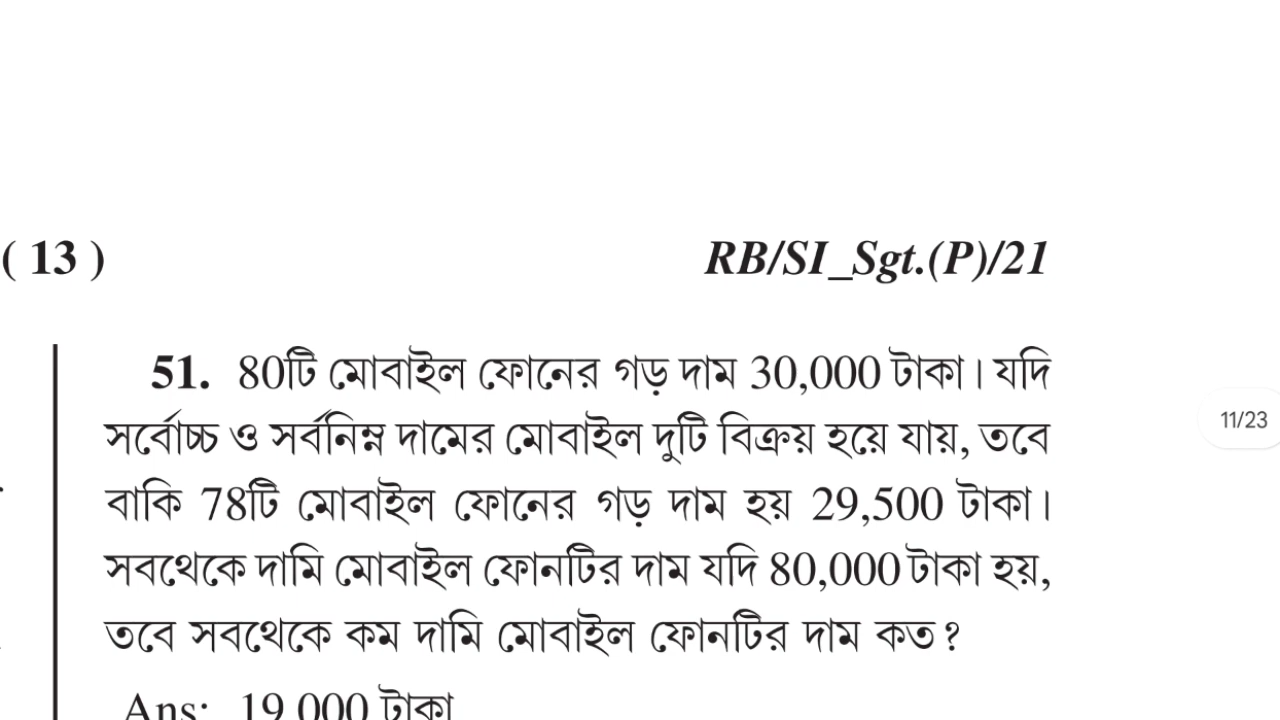 ( 13 )
RB/SI_Sgt.(P)/21
51. 80টি মোবাইল ফোনের গড় দাম 30,000 টাকা। যদি
সর্বোচ্চ ও সর্বনিম্ন দামের মোবাইল দুটি বিক্রয় হয়ে যায়, তবে
বাকি 78টি মোবাইল ফোনের গড় দাম হয় 29,500 টাকা।
সবথেকে দামি মোবাইল ফোনটির দাম যদি 80,000 টাকা হয়,
তবে সবথেকে কম দামি মোবাইল ফোনটির দাম কত?
Ans: 19,000 টাকা
11/23